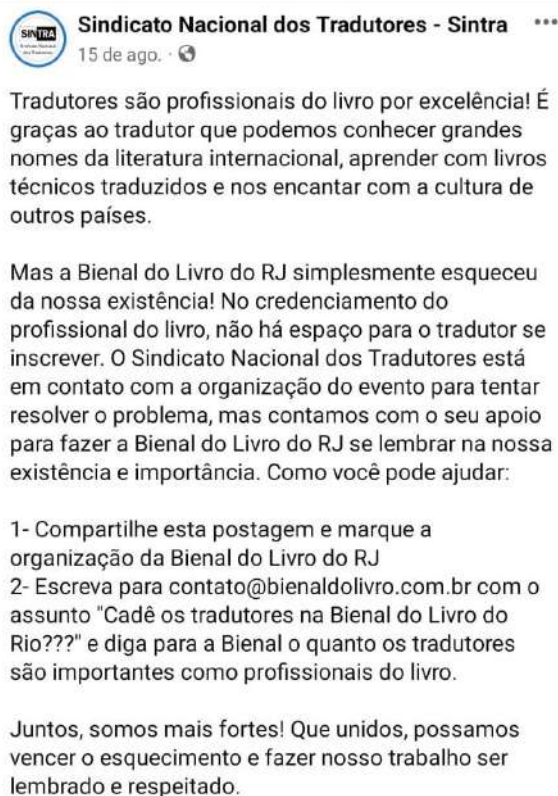 SINTRA
Sindicato Nacional
dos Tradutores
Sindicato Nacional dos Tradutores - Sintra
15 de ago. ·
Tradutores são profissionais do livro por excelência! É
graças ao tradutor que podemos conhecer grandes
nomes da literatura internacional, aprender com livros
técnicos traduzidos e nos encantar com a cultura de
outros países.
Mas a Bienal do Livro do RJ simplesmente esqueceu
da nossa existência! No credenciamento do
profissional do livro, não há espaço para o tradutor se
inscrever. O Sindicato Nacional dos Tradutores está
em contato com a organização do evento para tentar
resolver o problema, mas contamos com o seu apoio
para fazer a Bienal do Livro do RJ se lembrar na nossa
existência e importância. Como você pode ajudar:
1- Compartilhe esta postagem e marque a
organização da Bienal do Livro do RJ
2- Escreva para contato@bienaldolivro.com.br com o
assunto "Cadê os tradutores na Bienal do Livro do
Rio???" e diga para a Bienal o quanto os tradutores
são importantes como profissionais do livro.
Juntos, somos mais fortes! Que unidos, possamos
vencer o esquecimento e fazer nosso trabalho ser
lembrado e respeitado.